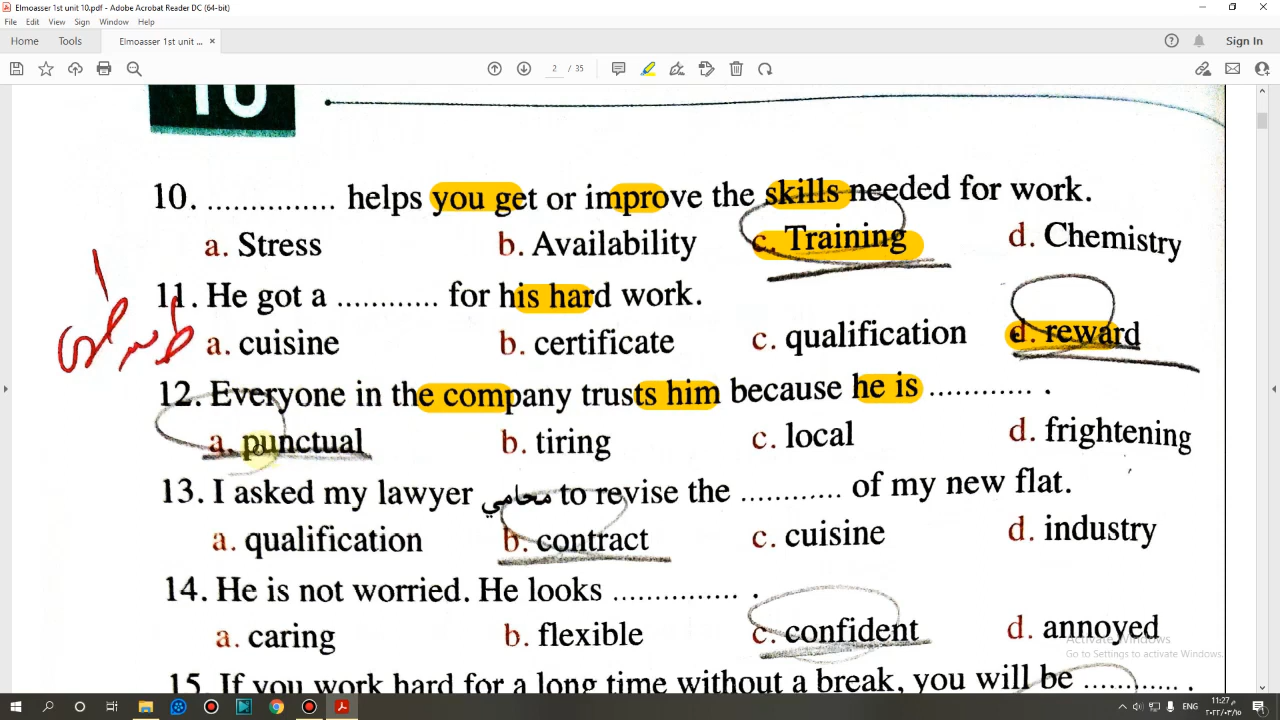 Elmoasser 1st unit 10.pdf - Adobe Acrobat Reader DC (64-bit)
File Edit View Sign Window Help
Home Tools Elmoasser 1st unit ... × Sign In
2 / 35
10
10. .............. helps you get or improve the skills needed for work.
a. Stress b. Availability c. Training d. Chemistry
11. He got a ........... for his hard work.
a. cuisine b. certificate c. qualification d. reward
12. Everyone in the company trusts him because he is ........... .
a. punctual b. tiring c. local d. frightening
13. I asked my lawyer محامي to revise the ........... of my new flat.
a. qualification b. contract c. cuisine d. industry
14. He is not worried. He looks .............. .
a. caring b. flexible c. confident d. annoyed
15. If you work hard for a long time without a break, you will be ............. .
Activate Windows
Go to Settings to activate Windows.
ENG 11:27